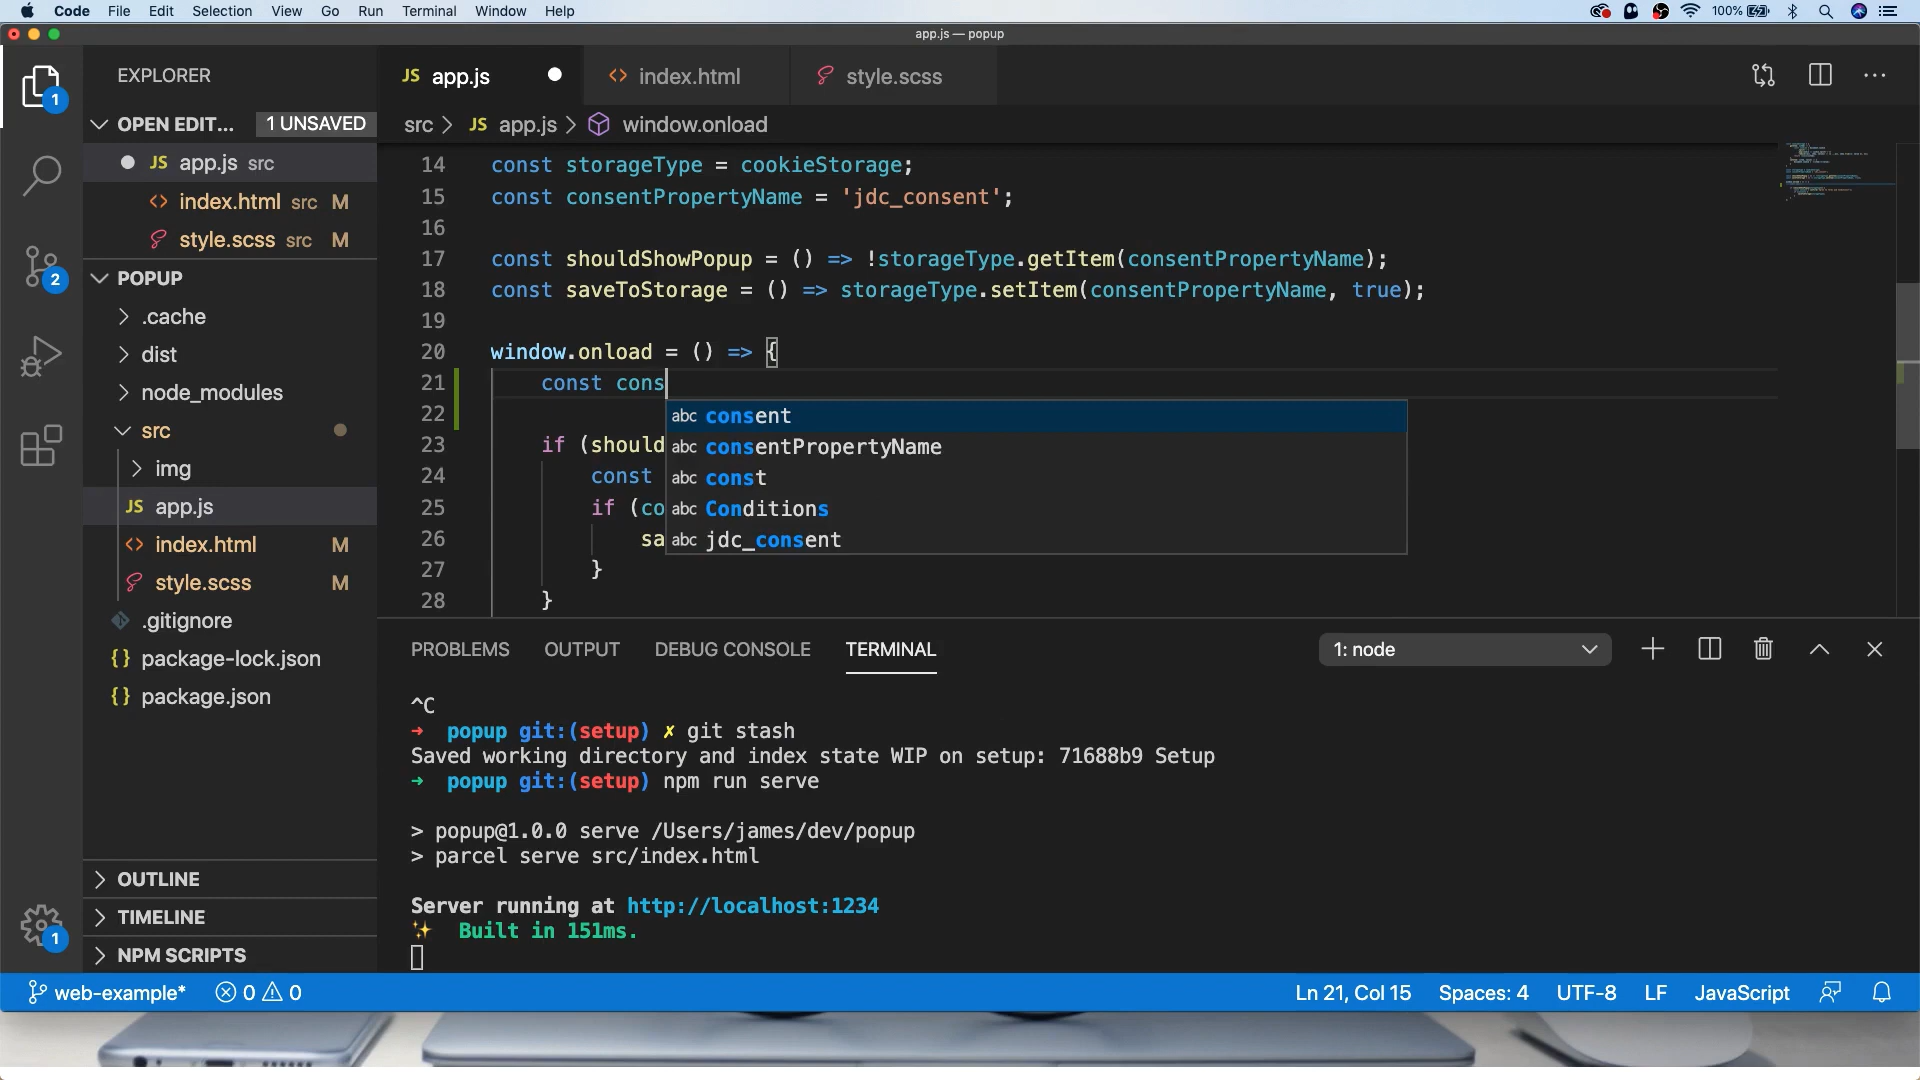 Code File Edit Selection View Go Run Terminal Window Help 100%
app.js — popup
EXPLORER
OPEN EDIT... 1 UNSAVED
JS app.js src
<> index.html src M
style.scss src M
POPUP
.cache
dist
node_modules
src
img
JS app.js
<> index.html M
style.scss M
.gitignore
{} package-lock.json
{} package.json
OUTLINE
TIMELINE
NPM SCRIPTS
1
2
1
JS app.js <> index.html style.scss
src > JS app.js > window.onload
14 const storageType = cookieStorage;
15 const consentPropertyName = 'jdc_consent';
16
17 const shouldShowPopup = () => !storageType.getItem(consentPropertyName);
18 const saveToStorage = () => storageType.setItem(consentPropertyName, true);
19
20 window.onload = () => {
21 const cons
22
23 if (should
24 const
25 if (co
26 sa
27 }
28 }
abc consent
abc consentPropertyName
abc const
abc Conditions
abc jdc_consent
PROBLEMS OUTPUT DEBUG CONSOLE TERMINAL 1: node
^C
→ popup git:(setup) ✗ git stash
Saved working directory and index state WIP on setup: 71688b9 Setup
→ popup git:(setup) npm run serve
> popup@1.0.0 serve /Users/james/dev/popup
> parcel serve src/index.html
Server running at http://localhost:1234
✨ Built in 151ms.
web-example* 0 0 Ln 21, Col 15 Spaces: 4 UTF-8 LF JavaScript